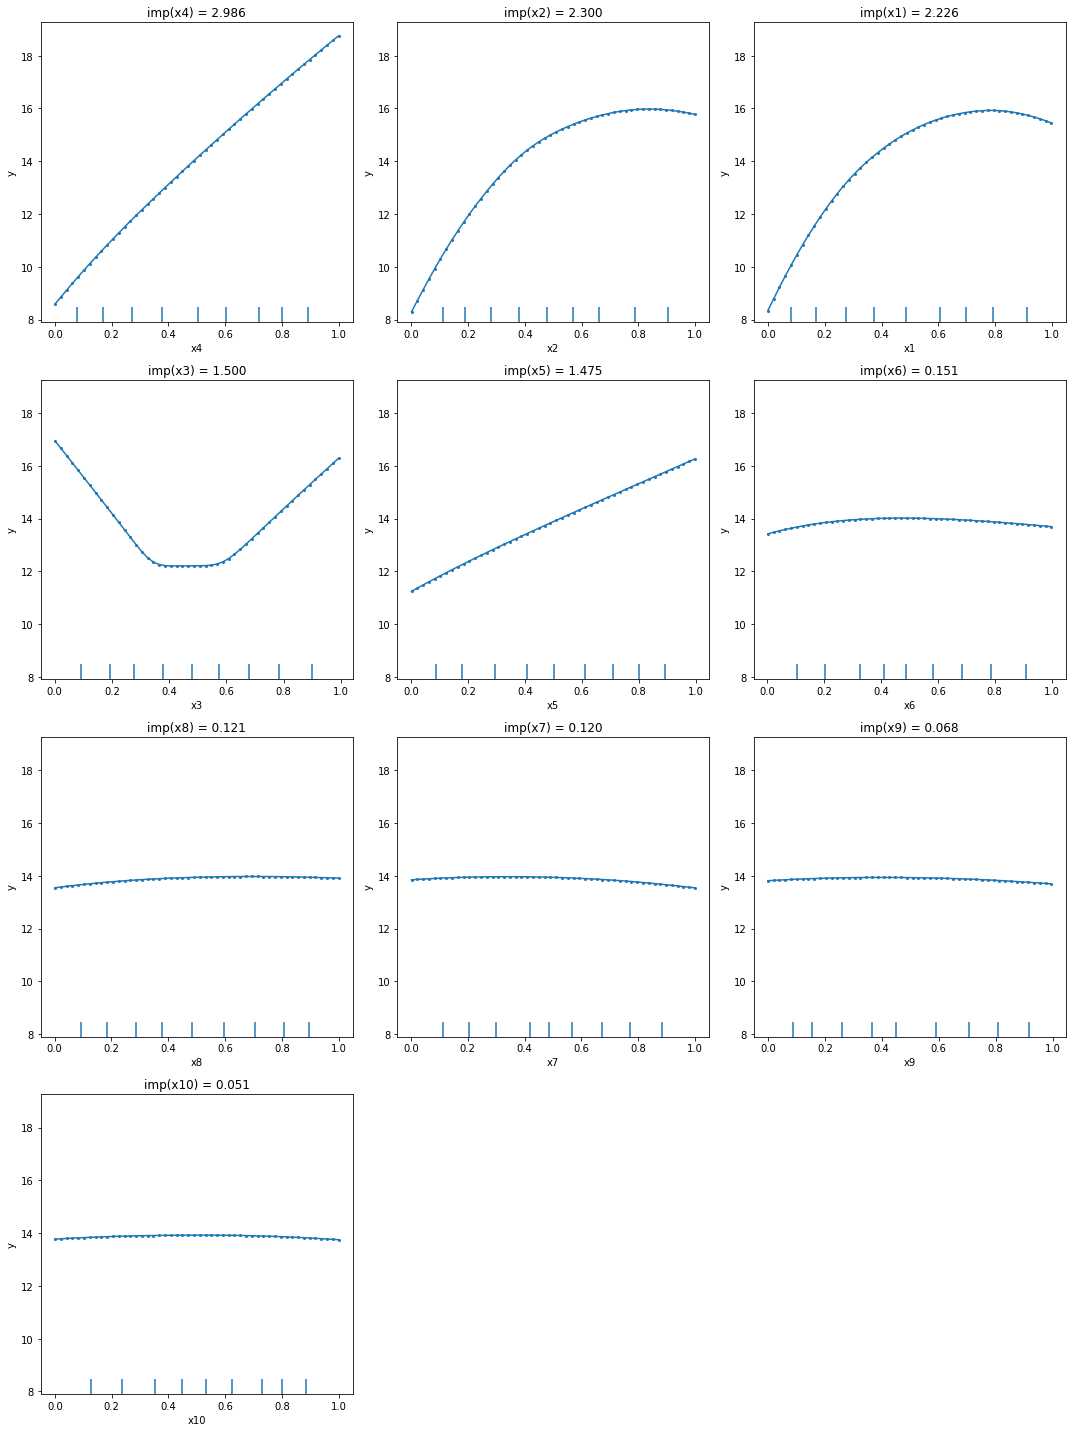 imp(x4) = 2.986
imp(x2) = 2.300
imp(x1) = 2.226
18
16
14
12
10
8
y
0.0 0.2 0.4 0.6 0.8 1.0
x4
18
16
14
12
10
8
y
0.0 0.2 0.4 0.6 0.8 1.0
x2
18
16
14
12
10
8
y
0.0 0.2 0.4 0.6 0.8 1.0
x1
imp(x3) = 1.500
imp(x5) = 1.475
imp(x6) = 0.151
18
16
14
12
10
8
y
0.0 0.2 0.4 0.6 0.8 1.0
x3
18
16
14
12
10
8
y
0.0 0.2 0.4 0.6 0.8 1.0
x5
18
16
14
12
10
8
y
0.0 0.2 0.4 0.6 0.8 1.0
x6
imp(x8) = 0.121
imp(x7) = 0.120
imp(x9) = 0.068
18
16
14
12
10
8
y
0.0 0.2 0.4 0.6 0.8 1.0
x8
18
16
14
12
10
8
y
0.0 0.2 0.4 0.6 0.8 1.0
x7
18
16
14
12
10
8
y
0.0 0.2 0.4 0.6 0.8 1.0
x9
imp(x10) = 0.051
18
16
14
12
10
8
y
0.0 0.2 0.4 0.6 0.8 1.0
x10